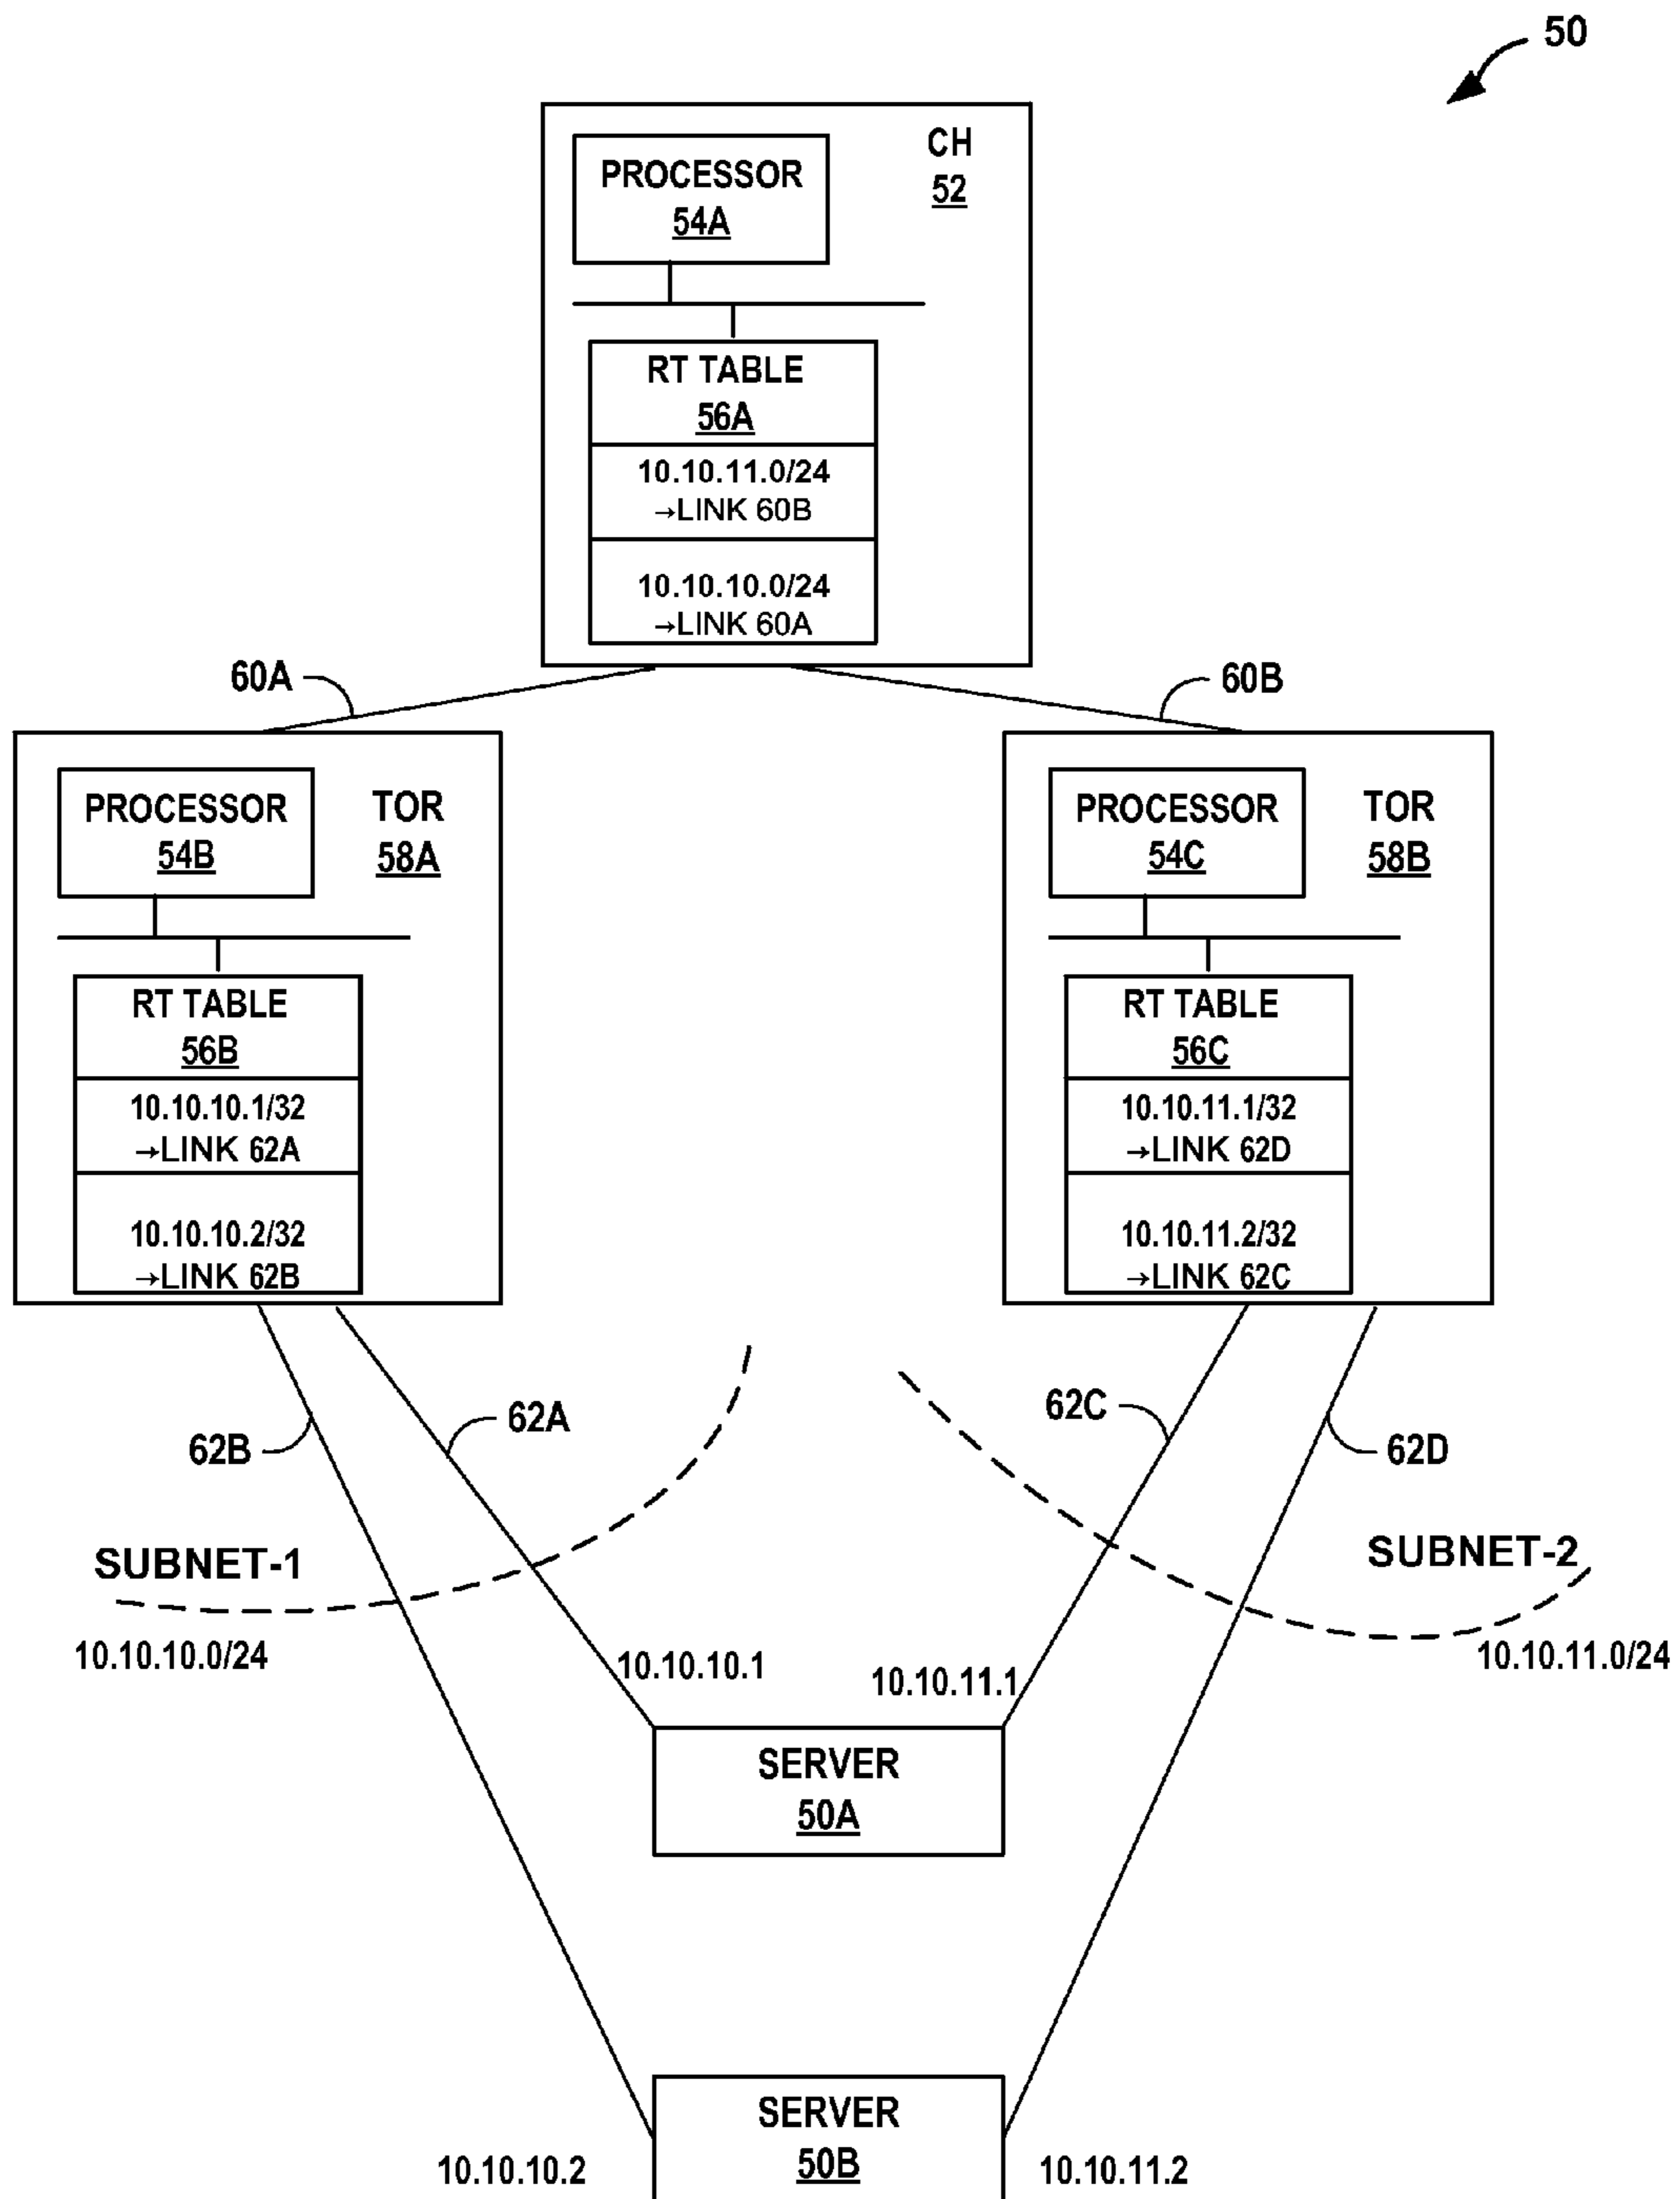 50
CH
52
PROCESSOR
54A
RT TABLE
56A
10.10.11.0/24
→LINK 60B
10.10.10.0/24
→LINK 60A
60A
60B
PROCESSOR
54B
TOR
58A
RT TABLE
56B
10.10.10.1/32
→LINK 62A
10.10.10.2/32
→LINK 62B
PROCESSOR
54C
TOR
58B
RT TABLE
56C
10.10.11.1/32
→LINK 62D
10.10.11.2/32
→LINK 62C
62B
62A
62C
62D
SUBNET-1
10.10.10.0/24
SUBNET-2
10.10.11.0/24
10.10.10.1
10.10.11.1
SERVER
50A
SERVER
50B
10.10.10.2
10.10.11.2